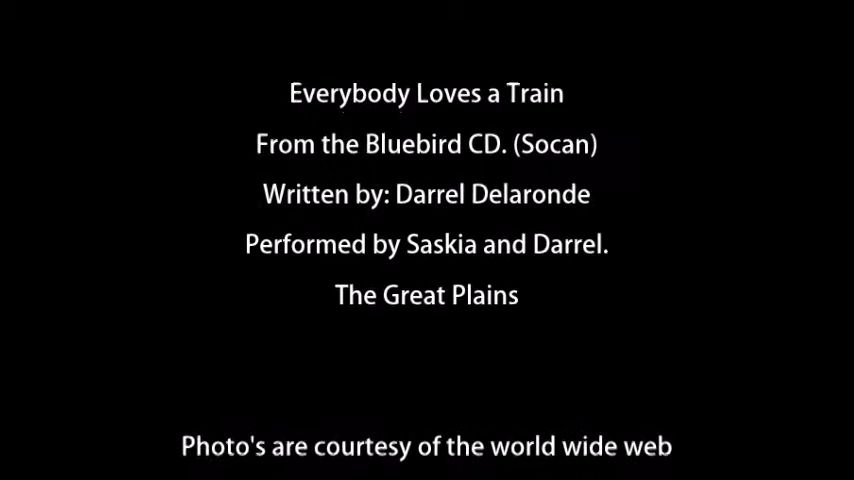 Everybody Loves a Train
From the Bluebird CD. (Socan)
Written by: Darrel Delaronde
Performed by Saskia and Darrel.
The Great Plains
Photo's are courtesy of the world wide web